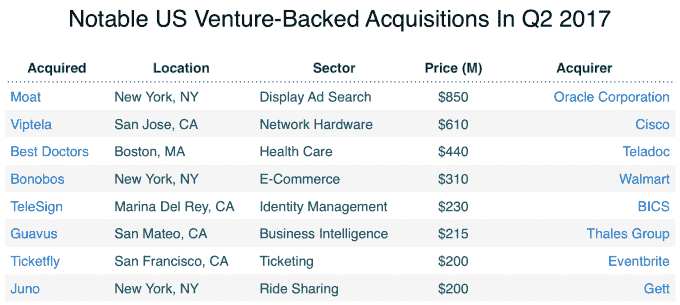 Notable US Venture-Backed Acquisitions In Q2 2017
Acquired Location Sector Price (M) Acquirer
Moat New York, NY Display Ad Search $850 Oracle Corporation
Viptela San Jose, CA Network Hardware $610 Cisco
Best Doctors Boston, MA Health Care $440 Teladoc
Bonobos New York, NY E-Commerce $310 Walmart
TeleSign Marina Del Rey, CA Identity Management $230 BICS
Guavus San Mateo, CA Business Intelligence $215 Thales Group
Ticketfly San Francisco, CA Ticketing $200 Eventbrite
Juno New York, NY Ride Sharing $200 Gett